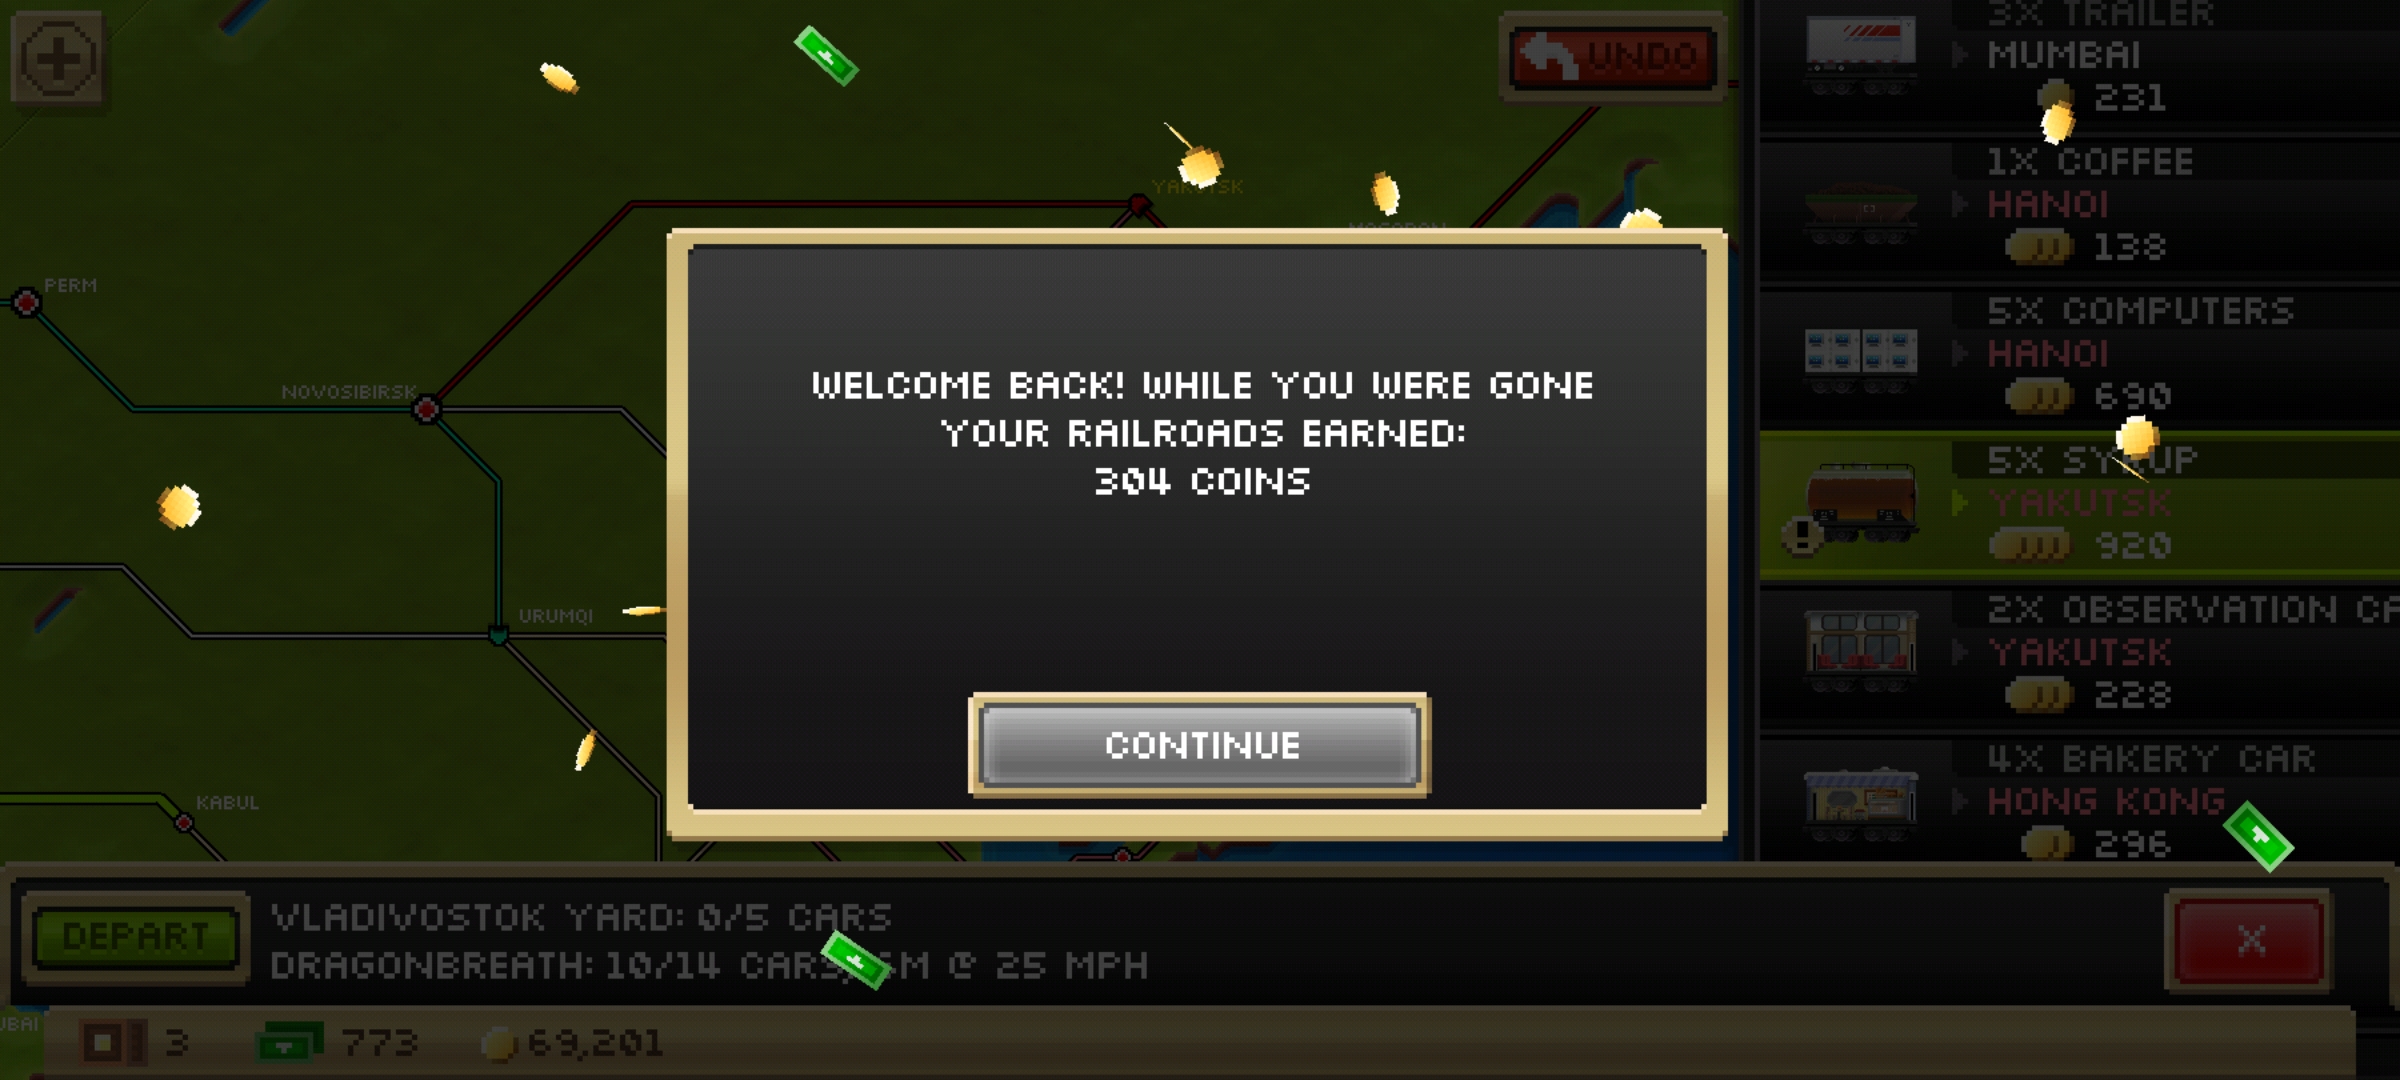 UNDO
YAKUTSK
PERM
NOVOSIBIRSK
URUMQI
KABUL
WELCOME BACK! WHILE YOU WERE GONE
YOUR RAILROADS EARNED:
304 COINS
CONTINUE
3X TRAILER
MUMBAI
231
1X COFFEE
HANOI
138
5X COMPUTERS
HANOI
690
5X SYRUP
YAKUTSK
920
2X OBSERVATION CA
YAKUTSK
228
4X BAKERY CAR
HONG KONG
296
DEPART
VLADIVOSTOK YARD: 0/5 CARS
DRAGONBREATH: 10/14 CARS, @ 25 MPH
X
3
773
69,201